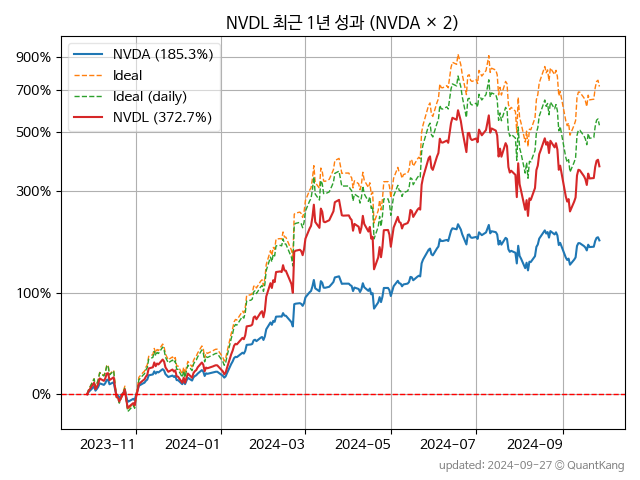 NVDL 최근 1년 성과 (NVDA × 2)
NVDA (185.3%)
Ideal
Ideal (daily)
NVDL (372.7%)
900%
700%
500%
300%
100%
0%
2023-11 2024-01 2024-03 2024-05 2024-07 2024-09
updated: 2024-09-27 © QuantKang